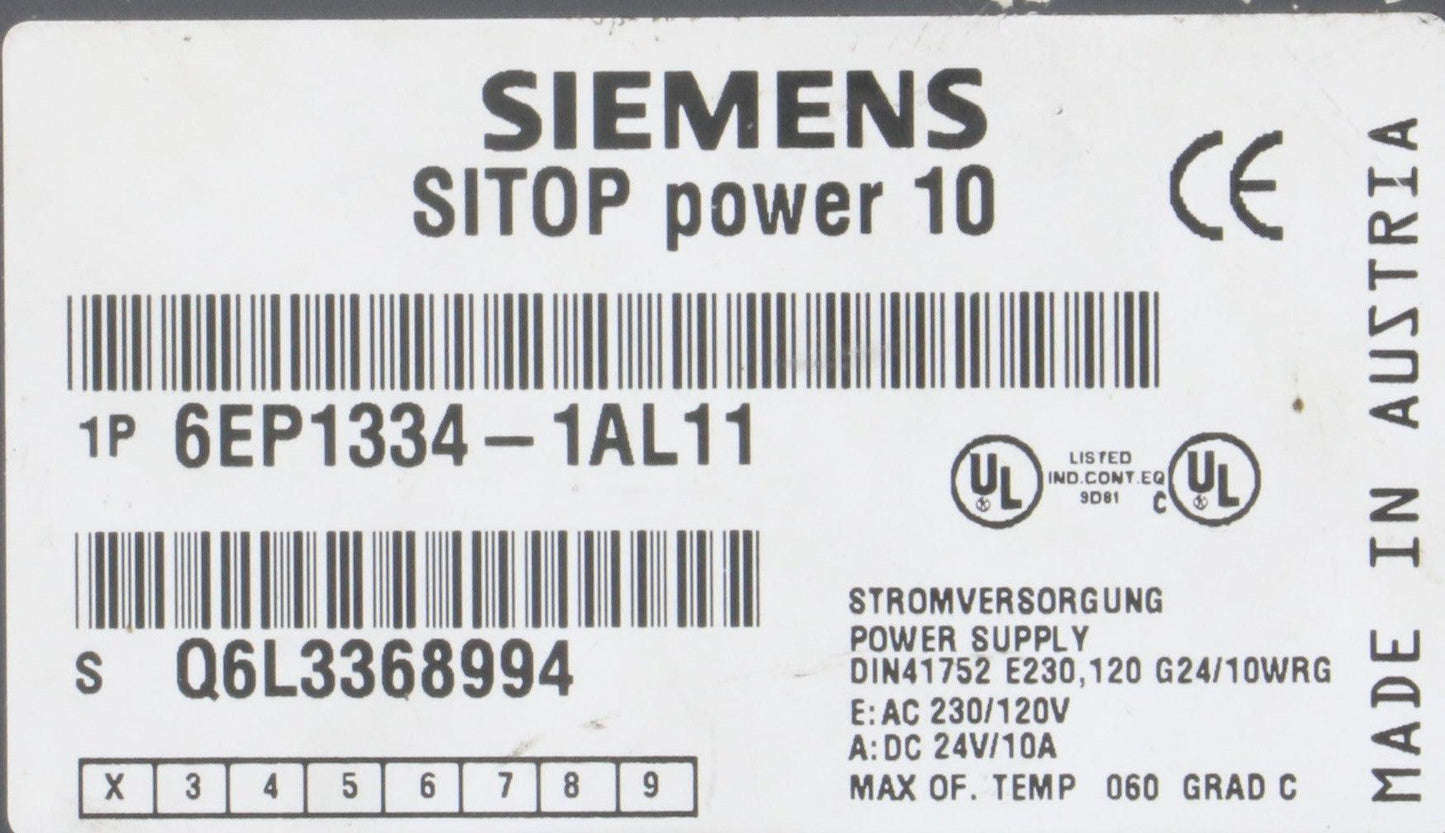 SIEMENS
SITOP power 10
CE
1P 6EP1334-1AL11
UL LISTED UL
IND.CONT.EQ
9D81 C
S Q6L3368994
STROMVERSORGUNG
POWER SUPPLY
DIN41752 E230,120 G24/10WRG
E: AC 230/120V
A: DC 24V/10A
MAX OF. TEMP 060 GRAD C
X 3 4 5 6 7 8 9
MADE IN AUSTRIA